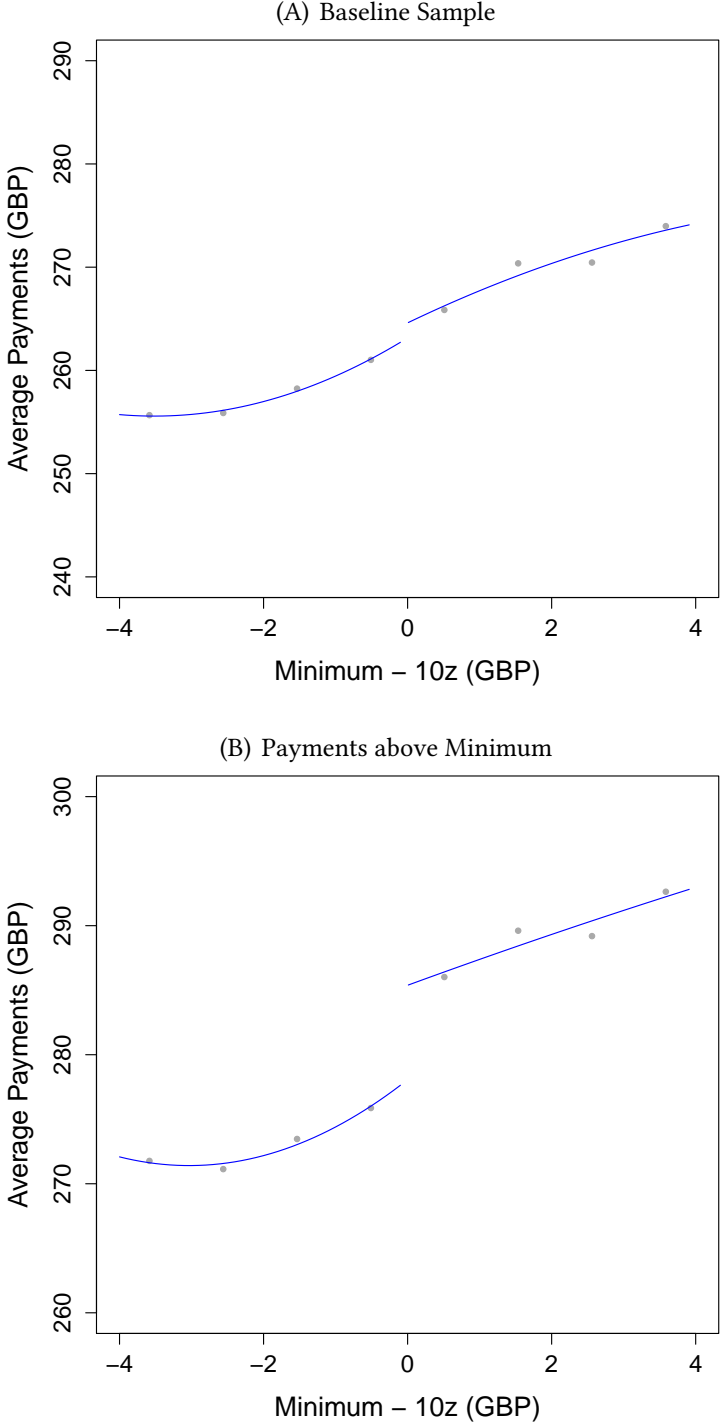 (A) Baseline Sample
290
280
270
260
250
240
Average Payments (GBP)
−4 −2 0 2 4
Minimum − 10z (GBP)
(B) Payments above Minimum
300
290
280
270
260
Average Payments (GBP)
−4 −2 0 2 4
Minimum − 10z (GBP)